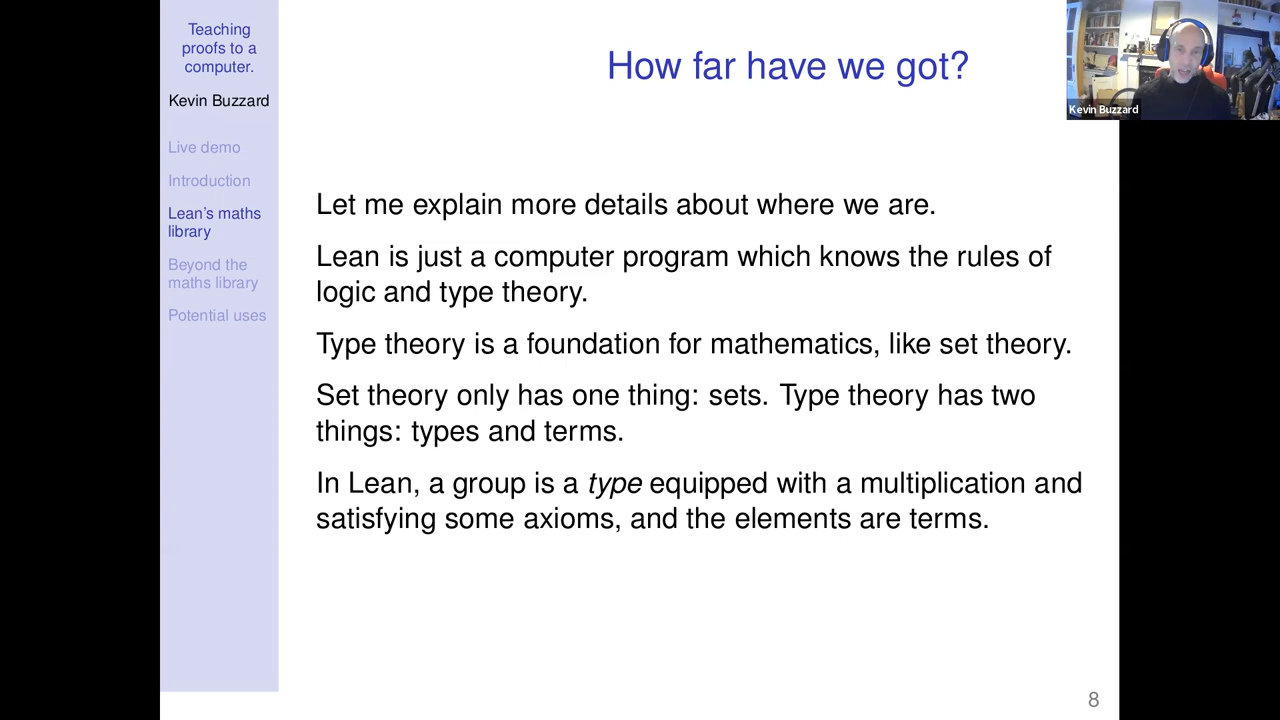 Teaching
proofs to a
computer.
Kevin Buzzard
Live demo
Introduction
Lean's maths
library
Beyond the
maths library
Potential uses
How far have we got?
Let me explain more details about where we are.
Lean is just a computer program which knows the rules of
logic and type theory.
Type theory is a foundation for mathematics, like set theory.
Set theory only has one thing: sets. Type theory has two
things: types and terms.
In Lean, a group is a type equipped with a multiplication and
satisfying some axioms, and the elements are terms.
8
Kevin Buzzard